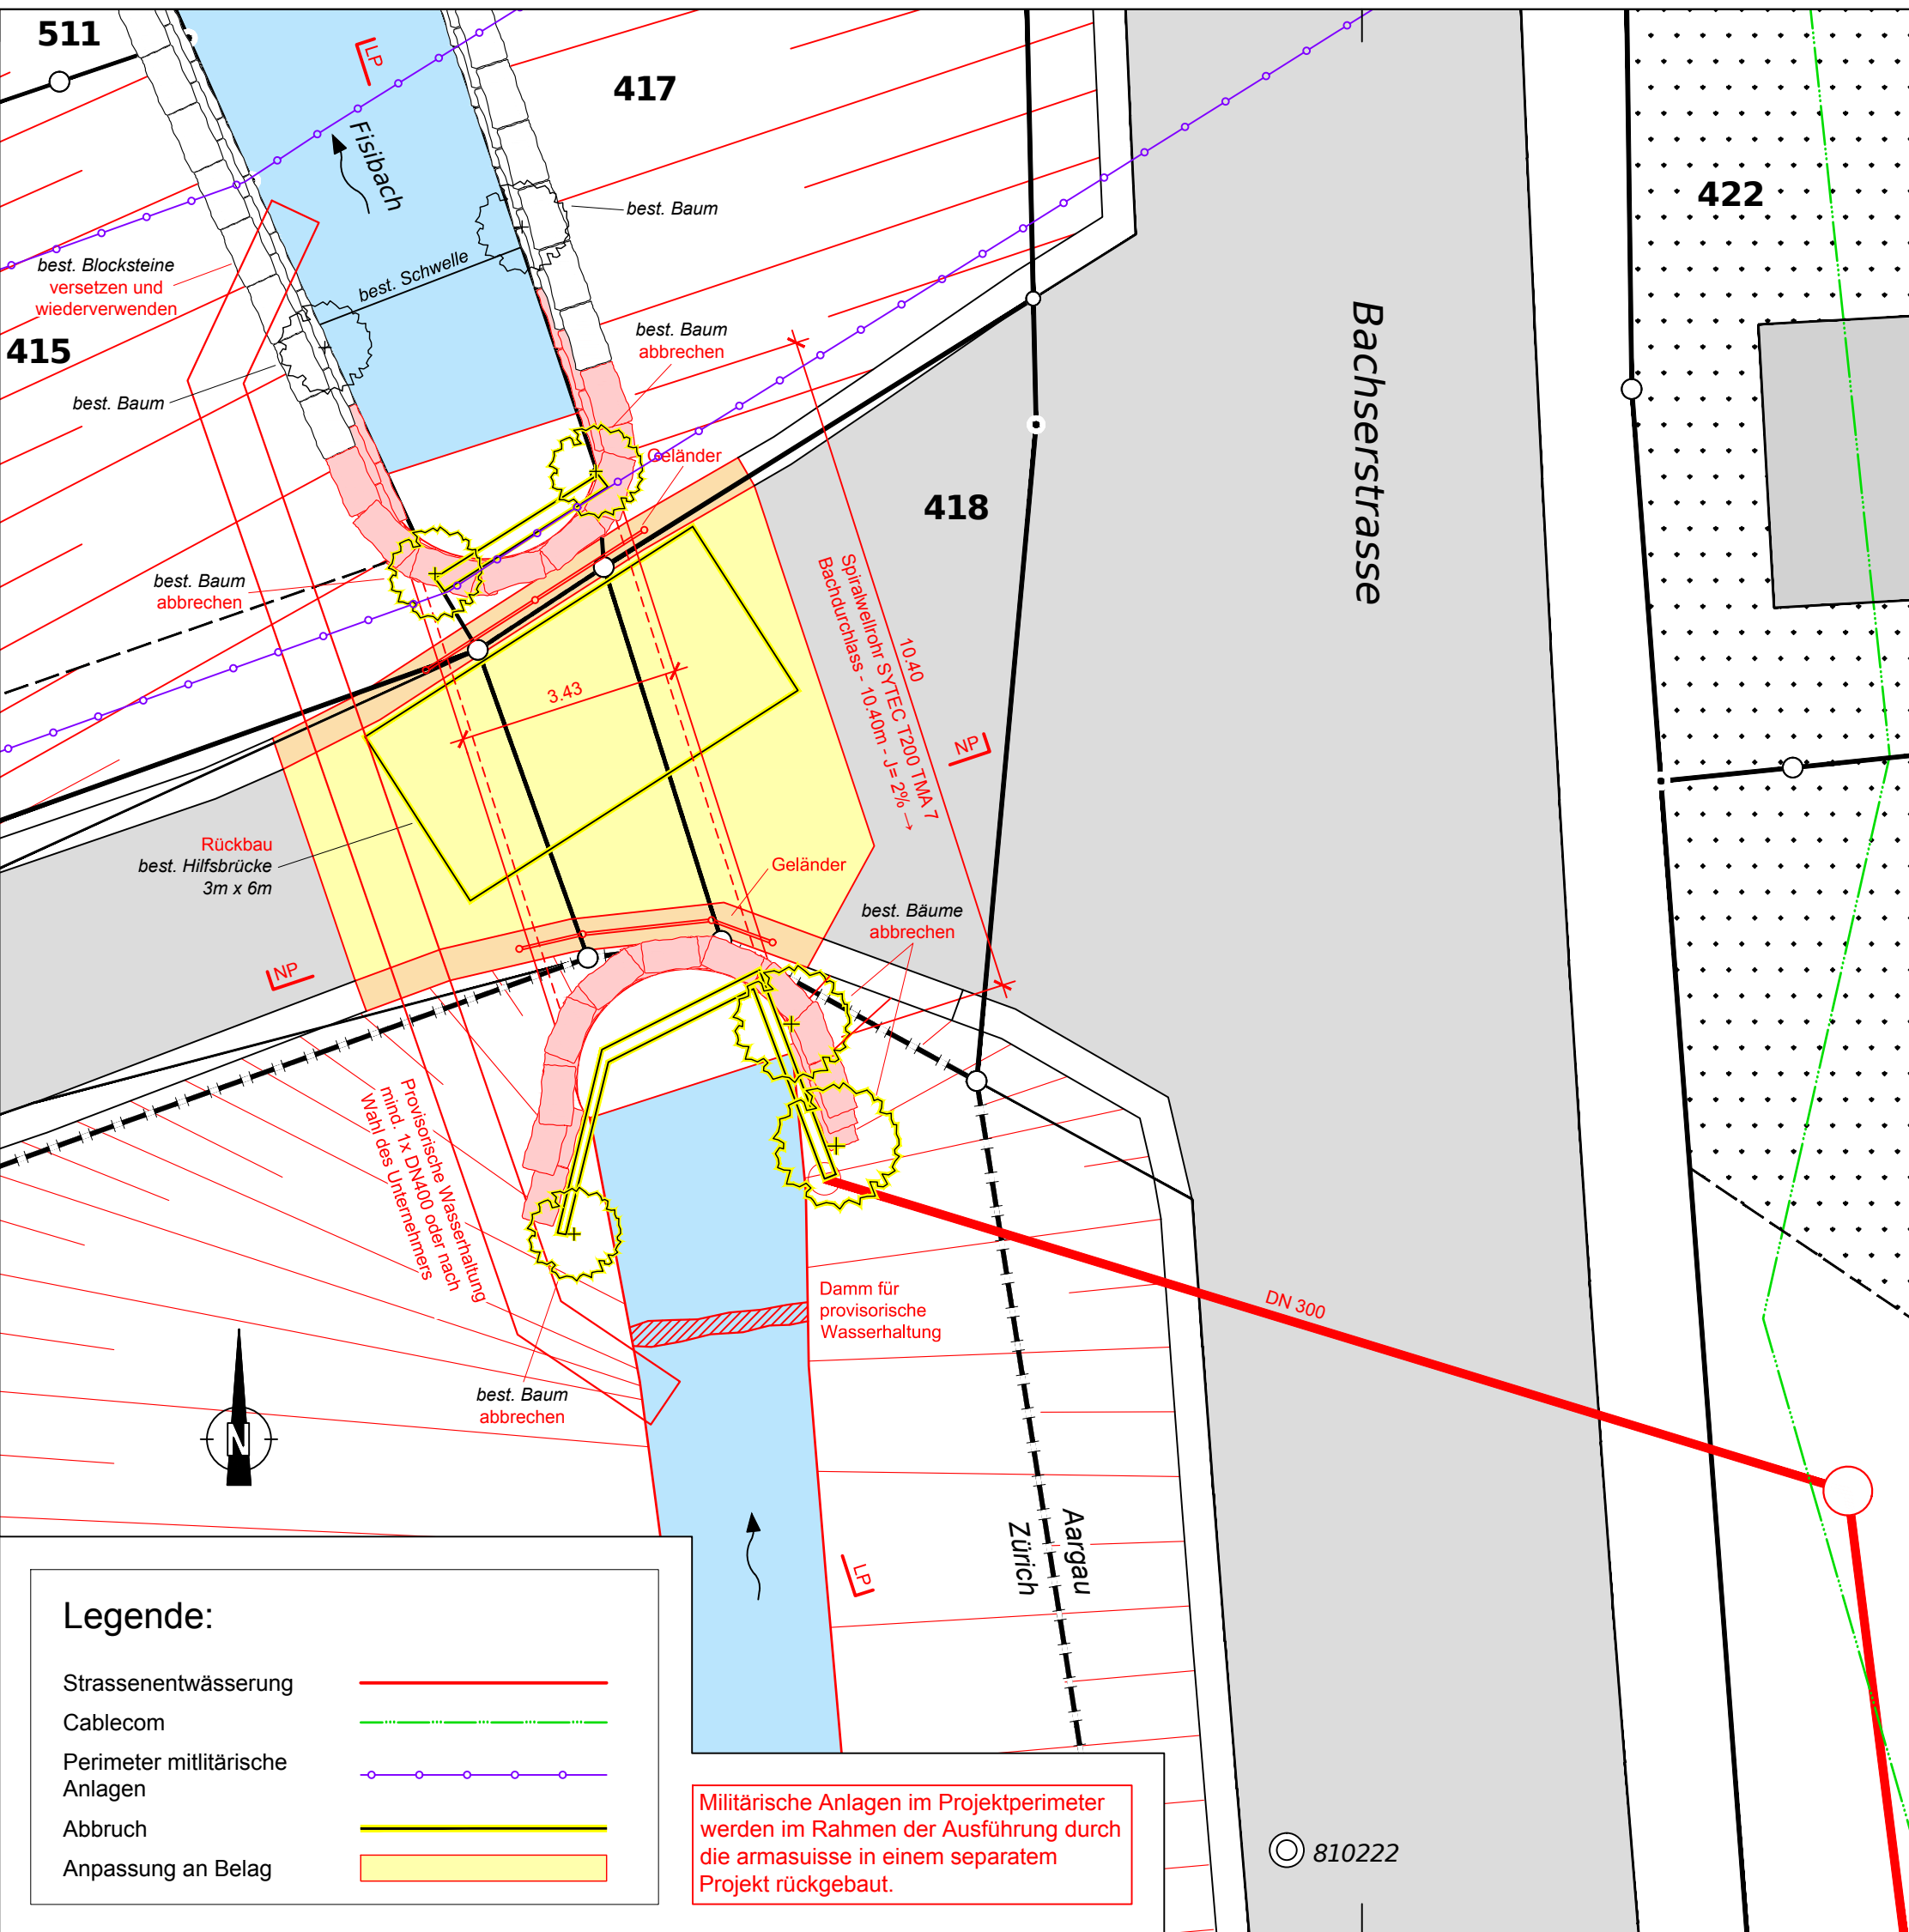 511
417
LP
Fisibach
422
best. Baum
best. Schwelle
best. Blocksteine
versetzen und
wiederverwenden
415
best. Baum
best. Baum
abbrechen
Bachserstrasse
Geländer
418
best. Baum
abbrechen
10.40
Spiralwellrohr SYTEC T200 TMA 7
Bachdurchlass - 10.40m - J= 2% →
3.43
NP
Rückbau
best. Hilfsbrücke
3m x 6m
Geländer
best. Bäume
abbrechen
NP
Provisorische Wasserhaltung
mind. 1x DN400 oder nach
Wahl des Unternehmers
Damm für
provisorische
Wasserhaltung
DN 300
best. Baum
abbrechen
N
Aargau
Zürich
LP
Legende:
Strassenentwässerung
Cablecom
Perimeter mitlitärische
Anlagen
Abbruch
Anpassung an Belag
Militärische Anlagen im Projektperimeter
werden im Rahmen der Ausführung durch
die armasuisse in einem separatem
Projekt rückgebaut.
810222